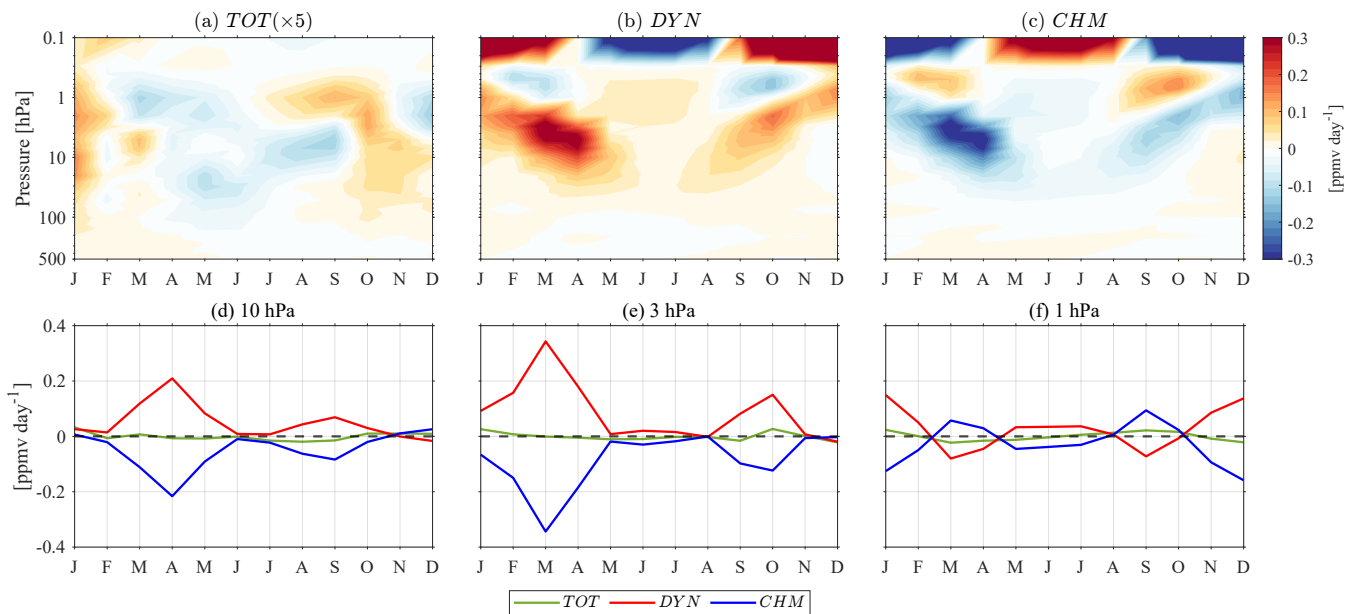 (a) TOT(×5)
(b) DYN
(c) CHM
Pressure [hPa]
0.1
1
10
100
500
J F M A M J J A S O N D
J F M A M J J A S O N D
J F M A M J J A S O N D
0.3
0.2
0.1
0
-0.1
-0.2
-0.3
[ppmv day⁻¹]
(d) 10 hPa
(e) 3 hPa
(f) 1 hPa
[ppmv day⁻¹]
0.4
0.2
0
-0.2
-0.4
J F M A M J J A S O N D
J F M A M J J A S O N D
J F M A M J J A S O N D
TOT DYN CHM